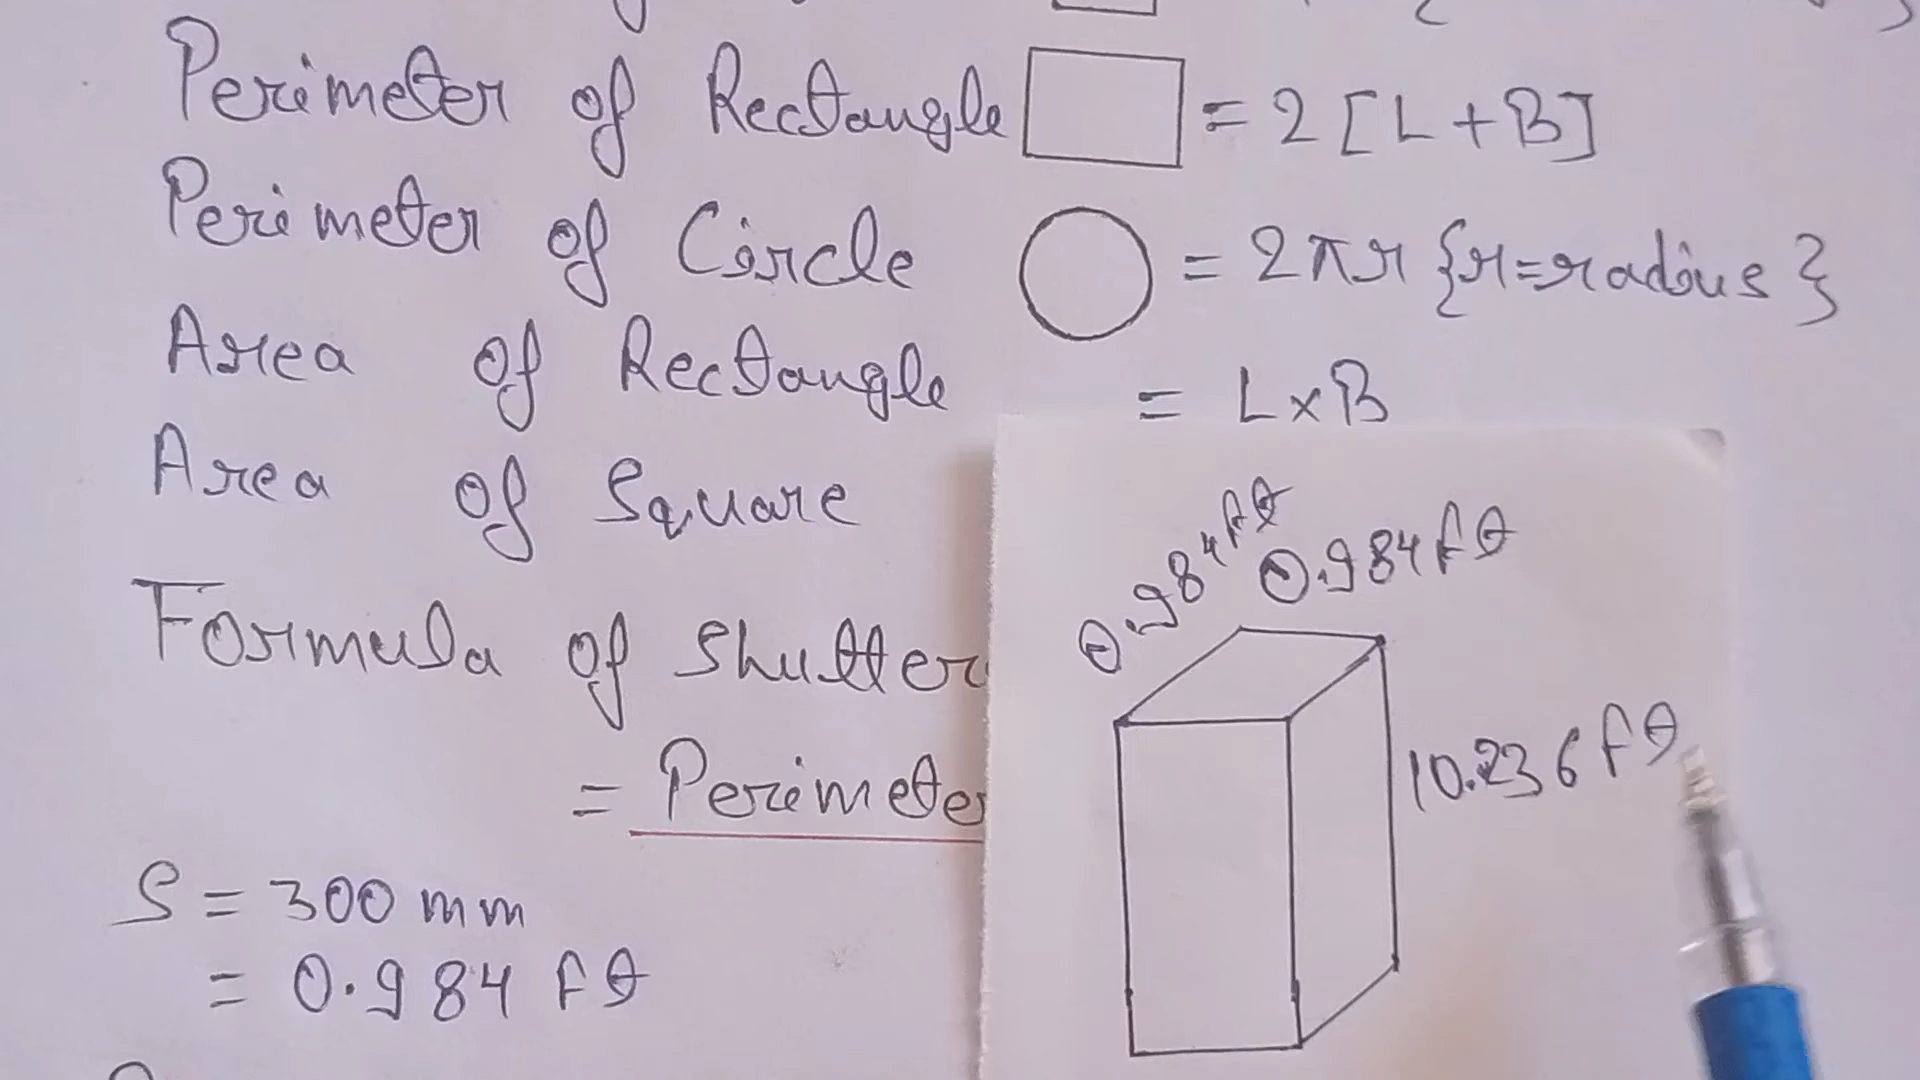 Perimeter of Rectangle = 2 [L + B]
Perimeter of Circle = 2πr {r=radius}
Area of Rectangle = L×B
Area of Square
Formula of Shutter
= Perimeter
S = 300 mm
= 0.984 ft
0.984 ft
0.984 ft
10.236 ft